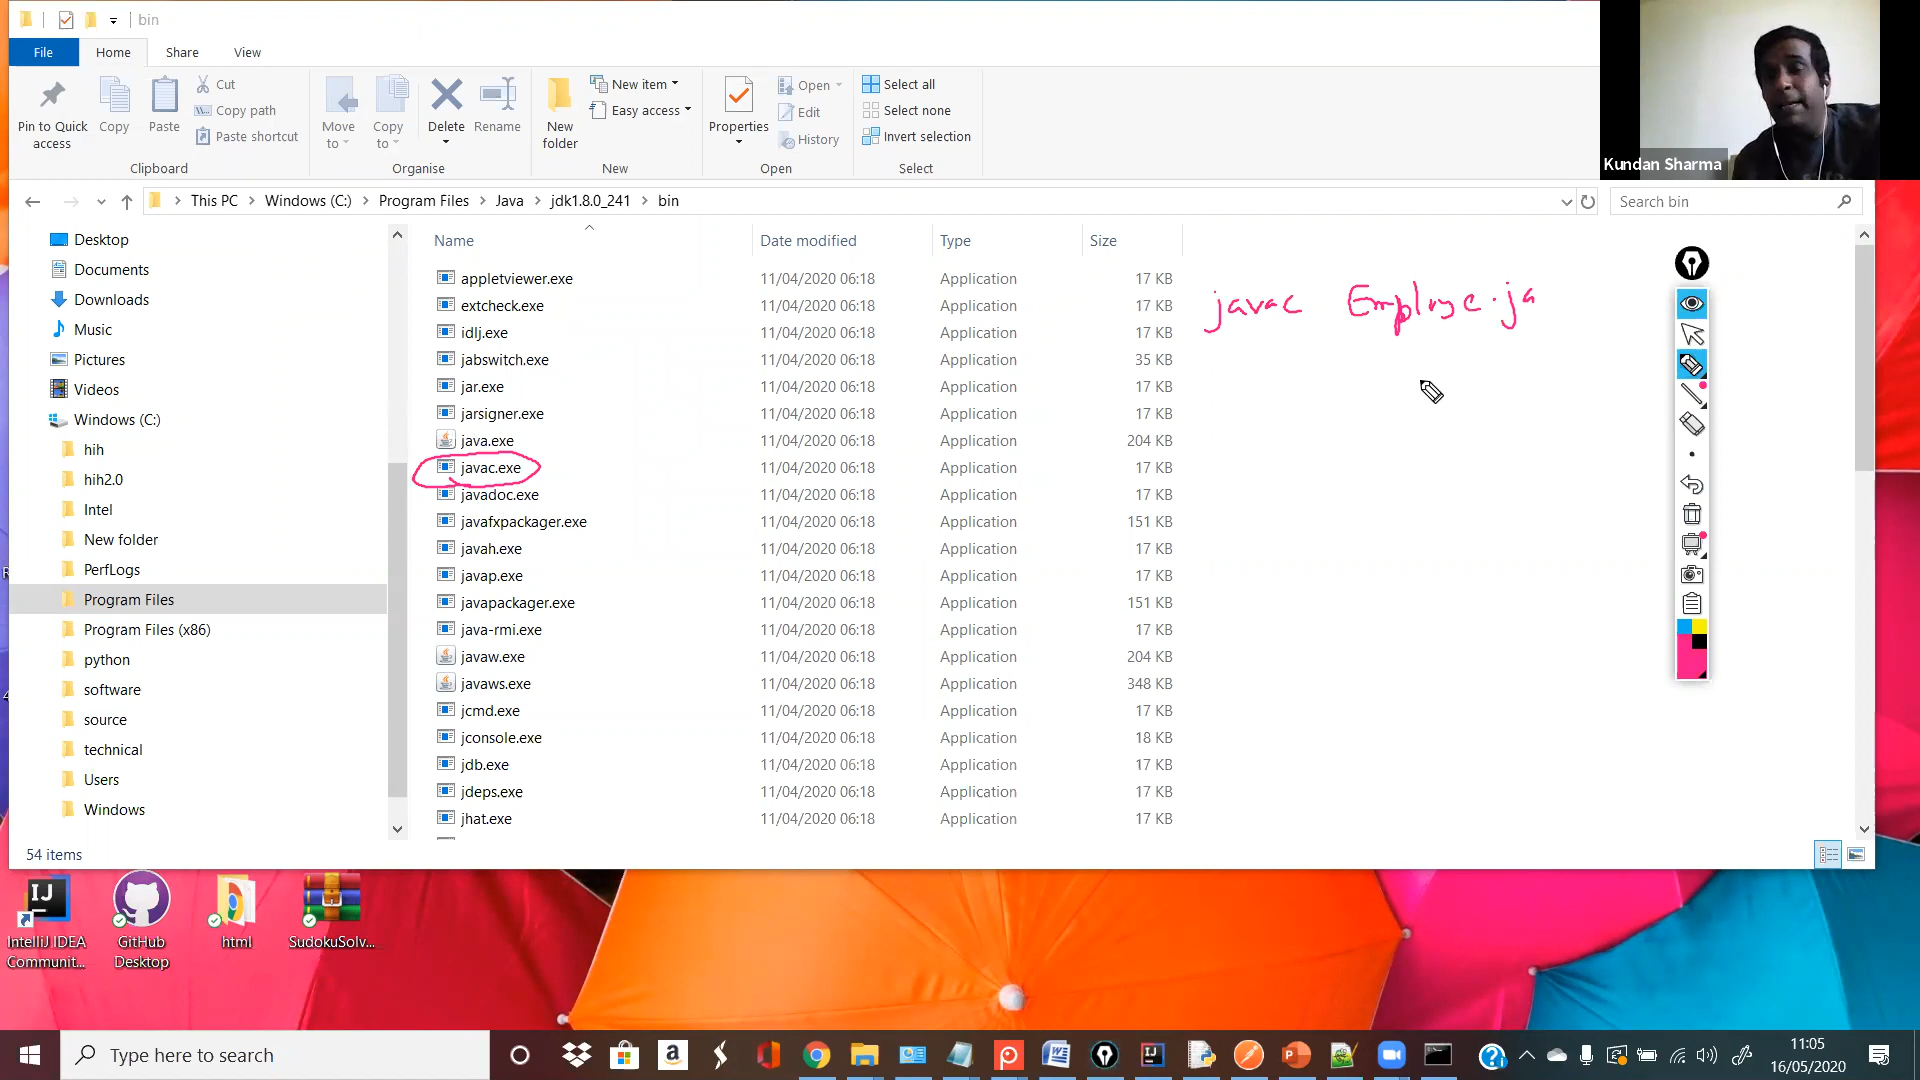 bin
File Home Share View
Pin to Quick access
Copy
Paste
Cut
Copy path
Paste shortcut
Clipboard
Move to
Copy to
Delete
Rename
Organise
New folder
New item
Easy access
New
Properties
Open
Edit
History
Open
Select all
Select none
Invert selection
Select
Kundan Sharma
This PC > Windows (C:) > Program Files > Java > jdk1.8.0_241 > bin
Search bin
Desktop
Documents
Downloads
Music
Pictures
Videos
Windows (C:)
hih
hih2.0
Intel
New folder
PerfLogs
Program Files
Program Files (x86)
python
software
source
technical
Users
Windows
Name Date modified Type Size
appletviewer.exe 11/04/2020 06:18 Application 17 KB
extcheck.exe 11/04/2020 06:18 Application 17 KB
idlj.exe 11/04/2020 06:18 Application 17 KB
jabswitch.exe 11/04/2020 06:18 Application 35 KB
jar.exe 11/04/2020 06:18 Application 17 KB
jarsigner.exe 11/04/2020 06:18 Application 17 KB
java.exe 11/04/2020 06:18 Application 204 KB
javac.exe 11/04/2020 06:18 Application 17 KB
javadoc.exe 11/04/2020 06:18 Application 17 KB
javafxpackager.exe 11/04/2020 06:18 Application 151 KB
javah.exe 11/04/2020 06:18 Application 17 KB
javap.exe 11/04/2020 06:18 Application 17 KB
javapackager.exe 11/04/2020 06:18 Application 151 KB
java-rmi.exe 11/04/2020 06:18 Application 17 KB
javaw.exe 11/04/2020 06:18 Application 204 KB
javaws.exe 11/04/2020 06:18 Application 348 KB
jcmd.exe 11/04/2020 06:18 Application 17 KB
jconsole.exe 11/04/2020 06:18 Application 18 KB
jdb.exe 11/04/2020 06:18 Application 17 KB
jdeps.exe 11/04/2020 06:18 Application 17 KB
jhat.exe 11/04/2020 06:18 Application 17 KB
javac Employe.ja
54 items
IntelliJ IDEA Communit...
GitHub Desktop
html
SudokuSolv...
Type here to search
11:05
16/05/2020